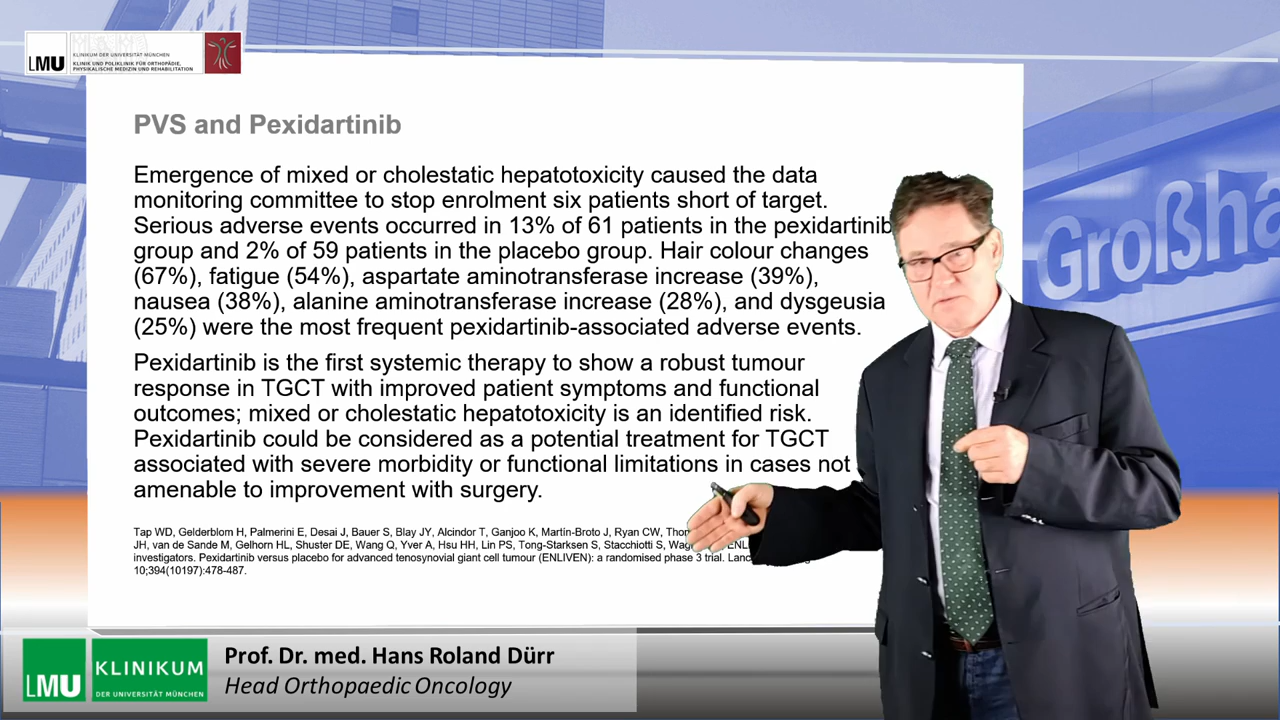 LMU
KLINIKUM DER UNIVERSITÄT MÜNCHEN
KLINIK UND POLIKLINIK FÜR ORTHOPÄDIE,
PHYSIKALISCHE MEDIZIN UND REHABILITATION
PVS and Pexidartinib
Emergence of mixed or cholestatic hepatotoxicity caused the data
monitoring committee to stop enrolment six patients short of target.
Serious adverse events occurred in 13% of 61 patients in the pexidartinib
group and 2% of 59 patients in the placebo group. Hair colour changes
(67%), fatigue (54%), aspartate aminotransferase increase (39%),
nausea (38%), alanine aminotransferase increase (28%), and dysgeusia
(25%) were the most frequent pexidartinib-associated adverse events.
Pexidartinib is the first systemic therapy to show a robust tumour
response in TGCT with improved patient symptoms and functional
outcomes; mixed or cholestatic hepatotoxicity is an identified risk.
Pexidartinib could be considered as a potential treatment for TGCT
associated with severe morbidity or functional limitations in cases not
amenable to improvement with surgery.
Tap WD, Gelderblom H, Palmerini E, Desai J, Bauer S, Blay JY, Alcindor T, Ganjoo K, Martín-Broto J, Ryan CW,
JH, van de Sande M, Gelhorn HL, Shuster DE, Wang Q, Yver A, Hsu HH, Lin PS, Tong-Starksen S, Stacchiotti S,
investigators. Pexidartinib versus placebo for advanced tenosynovial giant cell tumour (ENLIVEN): a randomised phase 3 trial.
10;394(10197):478-487.
Großha
LMU
KLINIKUM
DER UNIVERSITÄT MÜNCHEN
Prof. Dr. med. Hans Roland Dürr
Head Orthopaedic Oncology